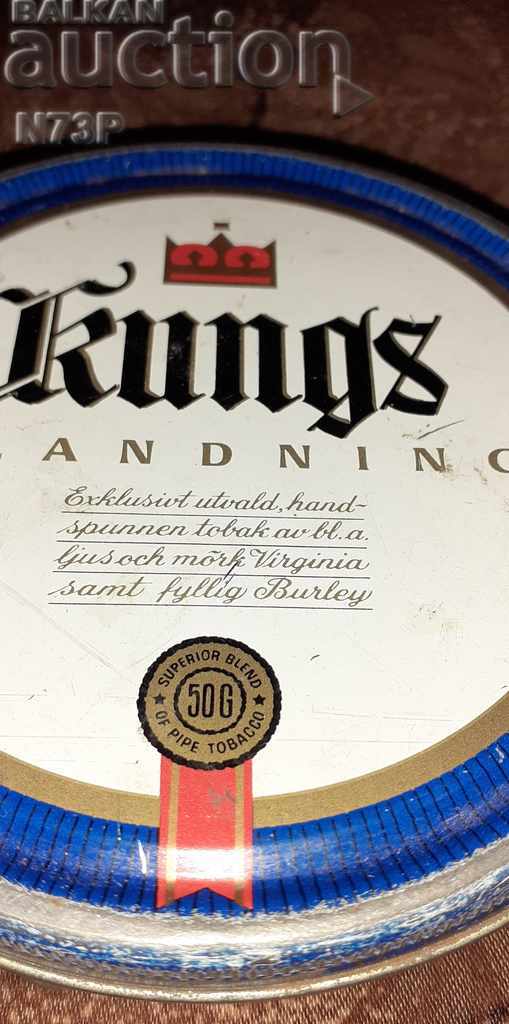 BALKAN
auction
N73P
Kungs
LANDNING
Exklusivt utvald, hand-
spunnen tobak av bl.a.
ljus och mörk Virginia
samt fyllig Burley
SUPERIOR BLEND
50G
OF PIPE TOBACCO